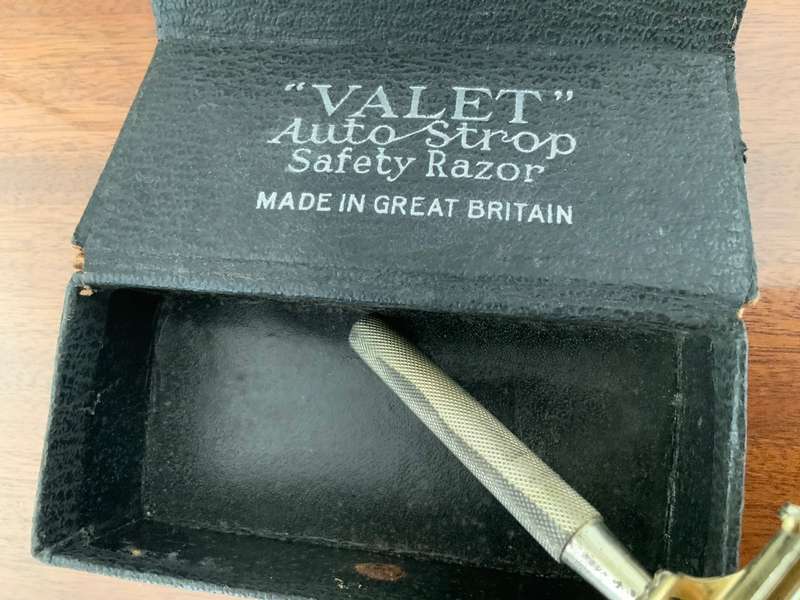 "VALET"
Auto Strop
Safety Razor
MADE IN GREAT BRITAIN